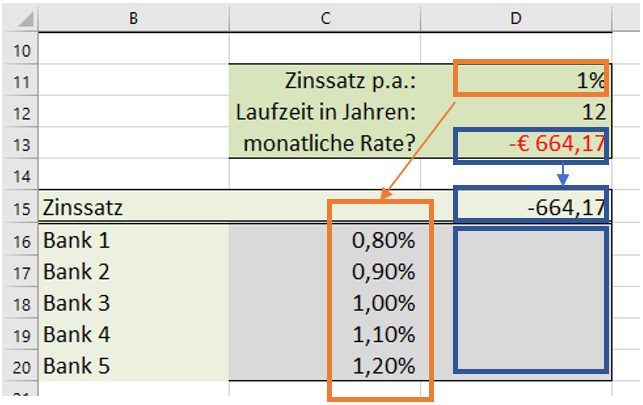 B C D
10
11 Zinssatz p.a.: 1%
12 Laufzeit in Jahren: 12
13 monatliche Rate? -€ 664,17
14
15 Zinssatz -664,17
16 Bank 1 0,80%
17 Bank 2 0,90%
18 Bank 3 1,00%
19 Bank 4 1,10%
20 Bank 5 1,20%